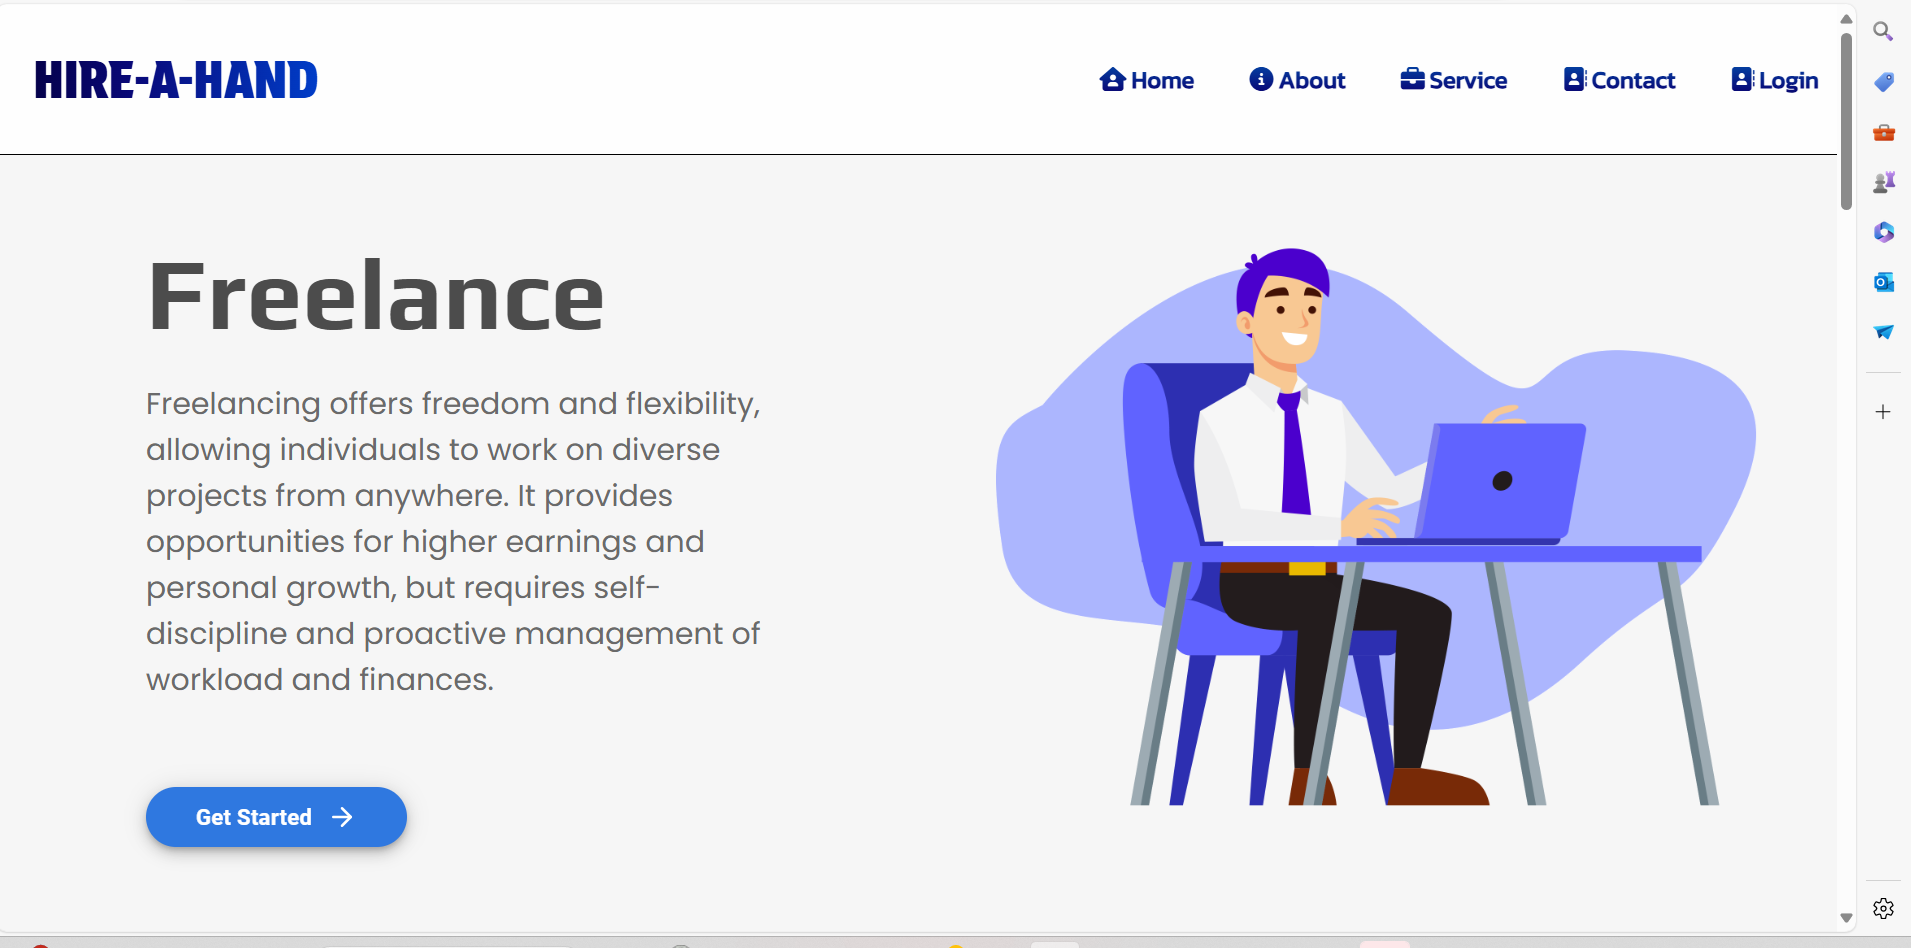 HIRE-A-HAND
Home About Service Contact Login
Freelance
Freelancing offers freedom and flexibility,
allowing individuals to work on diverse
projects from anywhere. It provides
opportunities for higher earnings and
personal growth, but requires self-
discipline and proactive management of
workload and finances.
Get Started